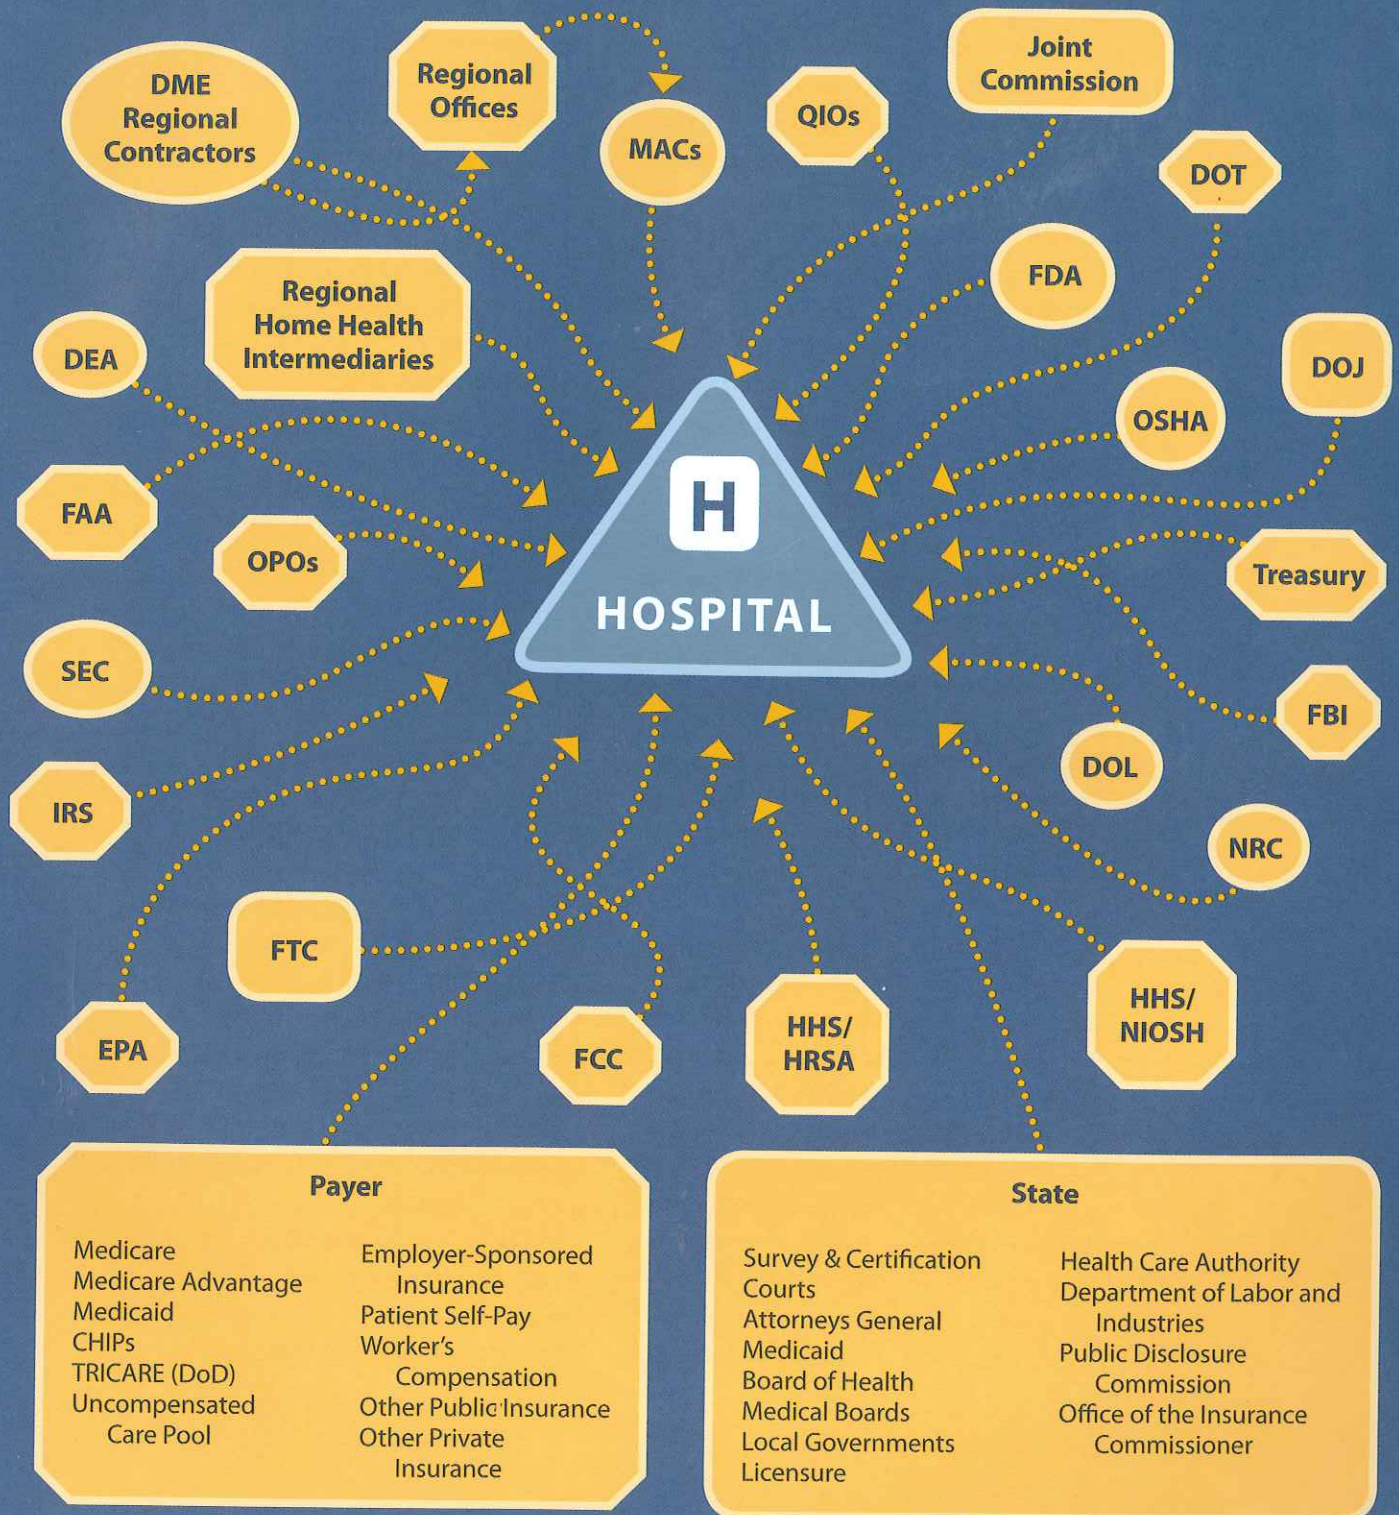 DME
Regional
Contractors
Regional
Offices
MACs
QIOs
Joint
Commission
DOT
FDA
Regional
Home Health
Intermediaries
DEA
DOJ
OSHA
FAA
OPOs
H
HOSPITAL
Treasury
SEC
FBI
DOL
IRS
NRC
FTC
EPA
FCC
HHS/
HRSA
HHS/
NIOSH
Payer
Medicare
Medicare Advantage
Medicaid
CHIPs
TRICARE (DoD)
Uncompensated
Care Pool
Employer-Sponsored
Insurance
Patient Self-Pay
Worker's
Compensation
Other Public Insurance
Other Private
Insurance
State
Survey & Certification
Courts
Attorneys General
Medicaid
Board of Health
Medical Boards
Local Governments
Licensure
Health Care Authority
Department of Labor and
Industries
Public Disclosure
Commission
Office of the Insurance
Commissioner